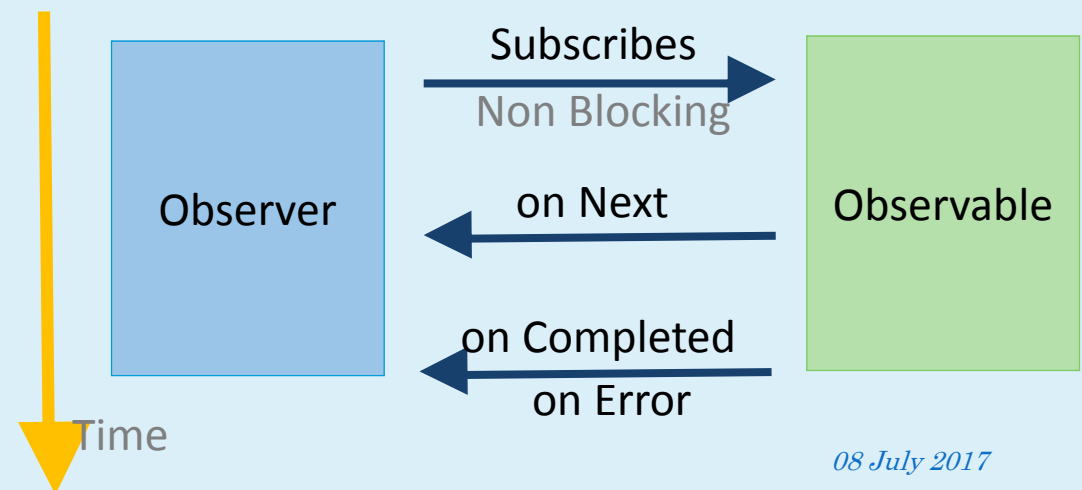 Subscribes
Non Blocking
Observer
on Next
Observable
on Completed
on Error
Time
08 July 2017